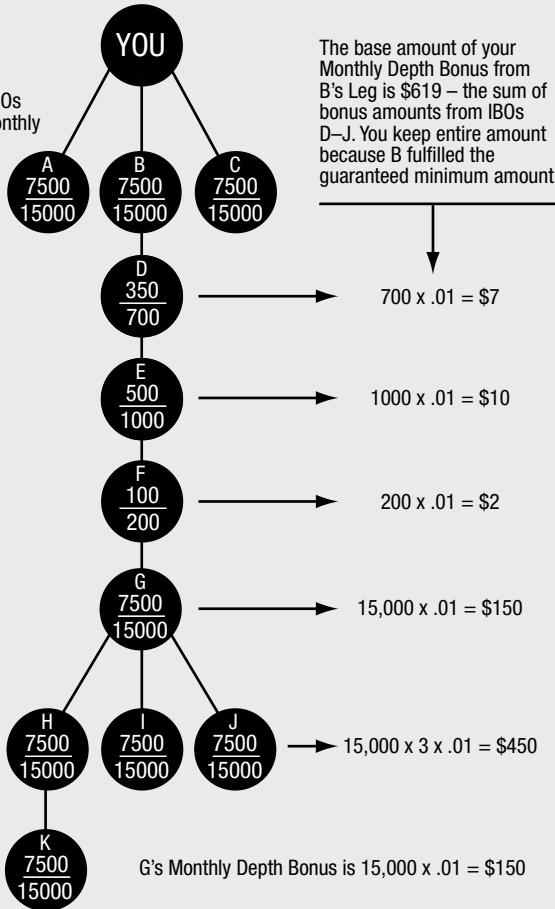 YOU
The base amount of your
Monthly Depth Bonus from
B's Leg is $619 – the sum of
bonus amounts from IBOs
D–J. You keep entire amount
because B fulfilled the
guaranteed minimum amount
Os
onthly
A
7500
15000
B
7500
15000
C
7500
15000
D
350
700
700 x .01 = $7
E
500
1000
1000 x .01 = $10
F
100
200
200 x .01 = $2
G
7500
15000
15,000 x .01 = $150
H
7500
15000
I
7500
15000
J
7500
15000
15,000 x 3 x .01 = $450
K
7500
15000
G's Monthly Depth Bonus is 15,000 x .01 = $150